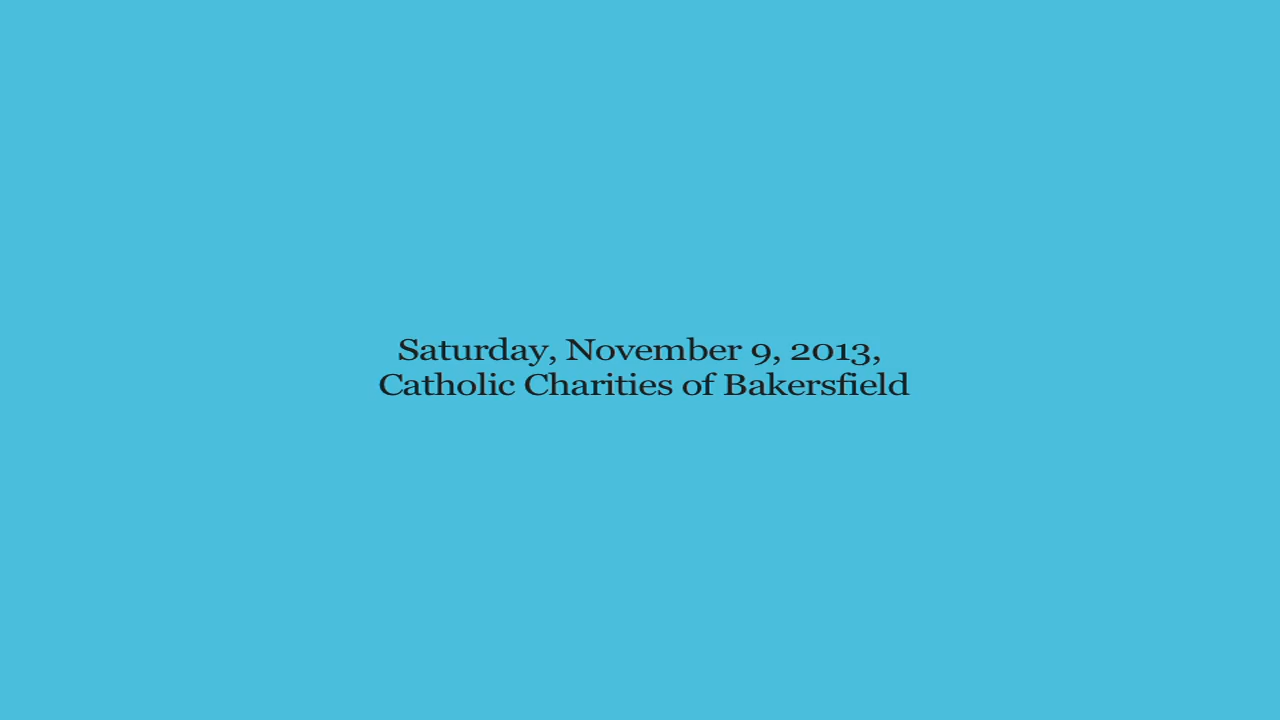 Saturday, November 9, 2013,
Catholic Charities of Bakersfield